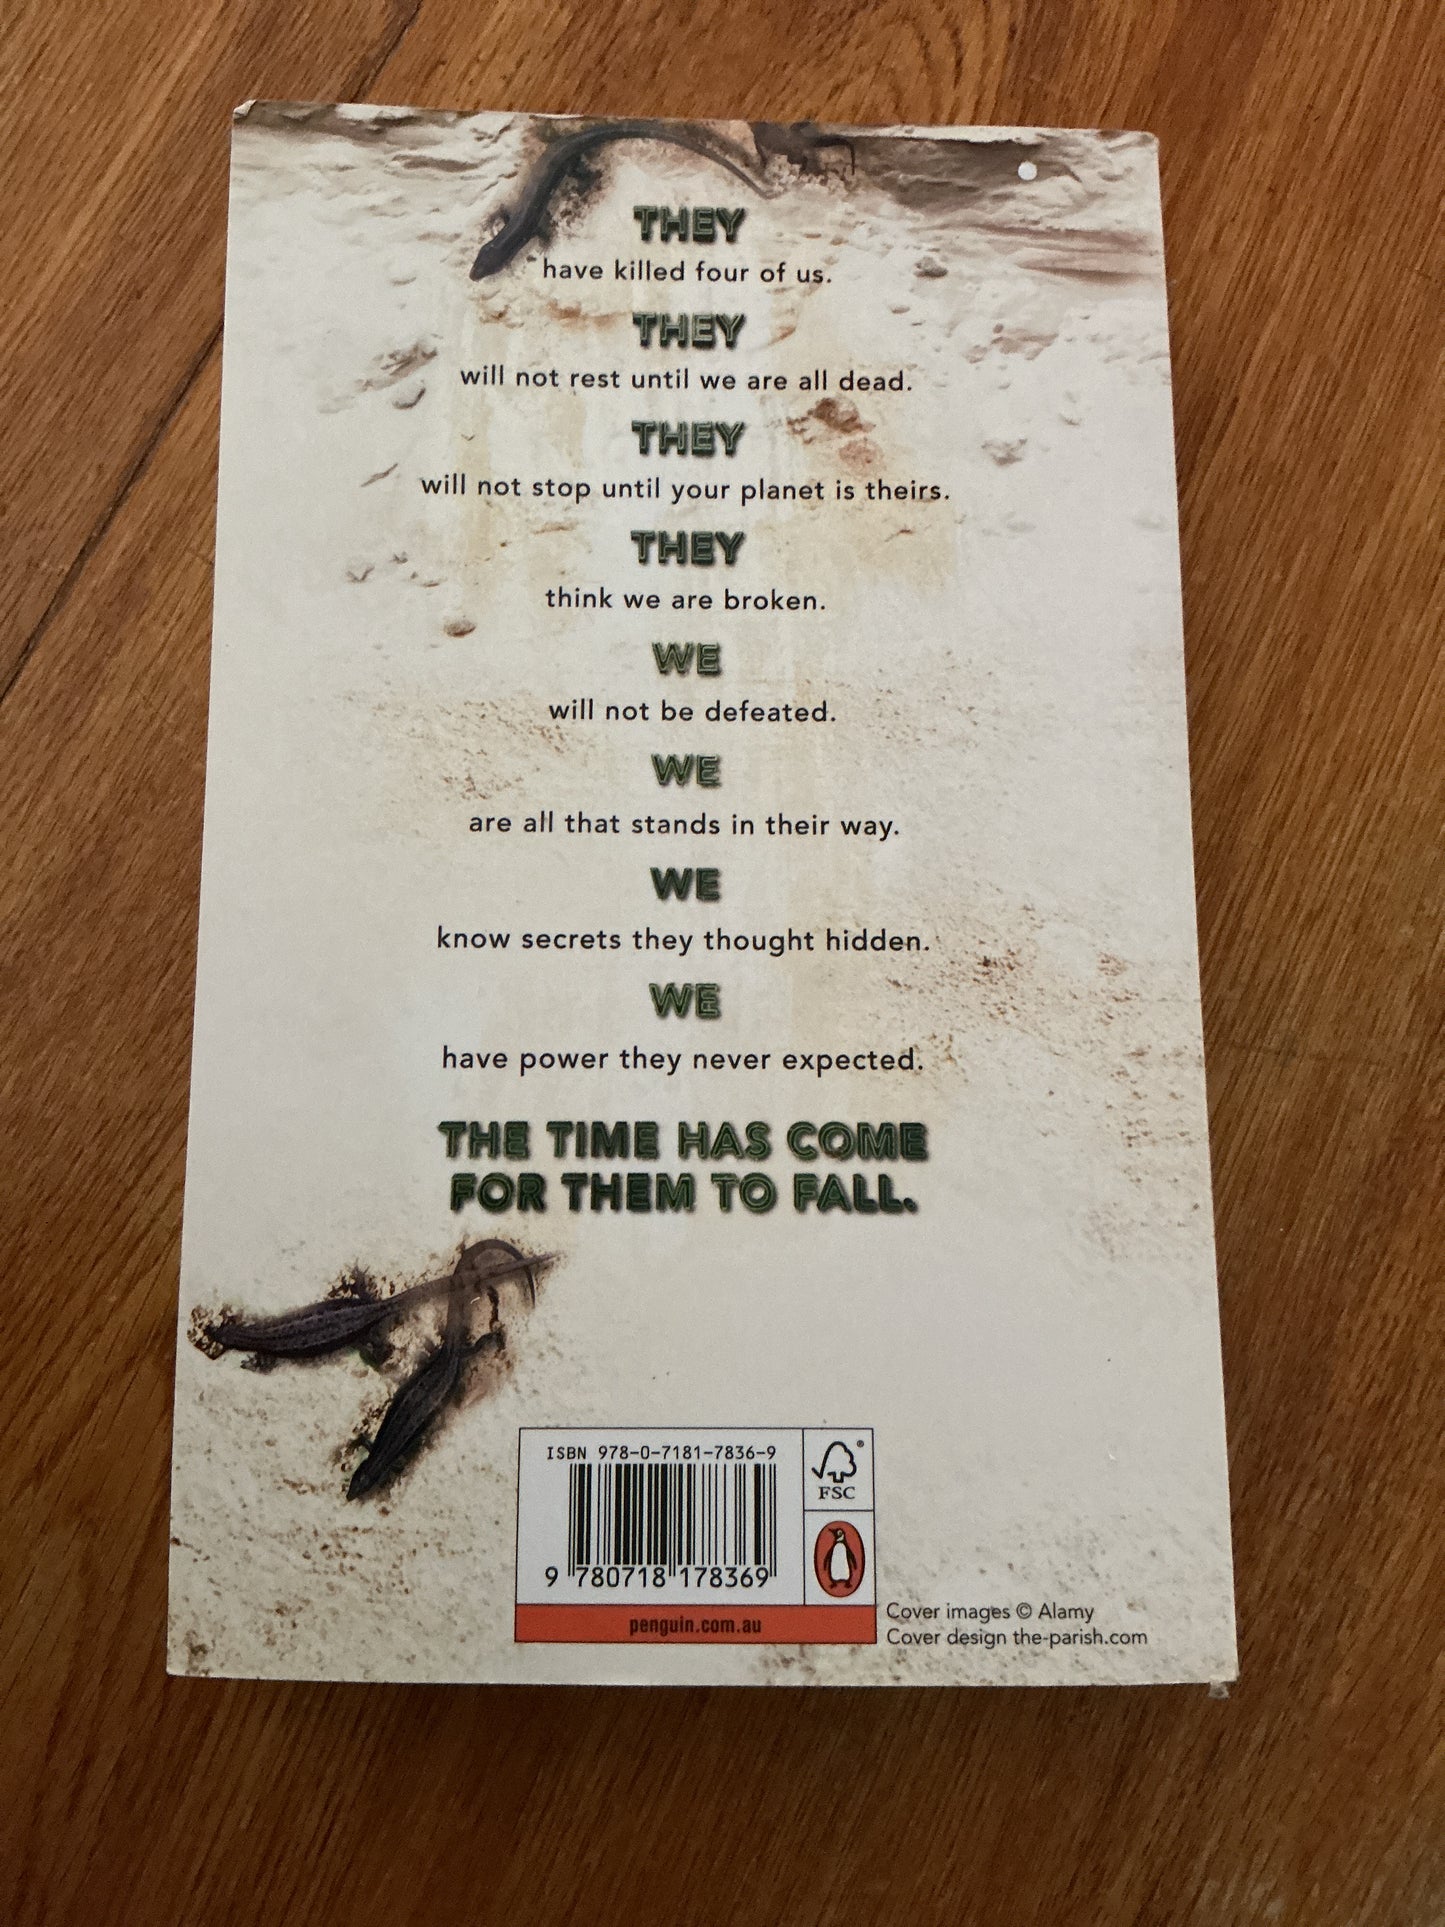 THEY
have killed four of us.
THEY
will not rest until we are all dead.
THEY
will not stop until your planet is theirs.
THEY
think we are broken.
WE
will not be defeated.
WE
are all that stands in their way.
WE
know secrets they thought hidden.
WE
have power they never expected.
THE TIME HAS COME
FOR THEM TO FALL.
ISBN 978-0-7181-7836-9
9 780718 178369
FSC
®
penguin.com.au
Cover images © Alamy
Cover design the-parish.com